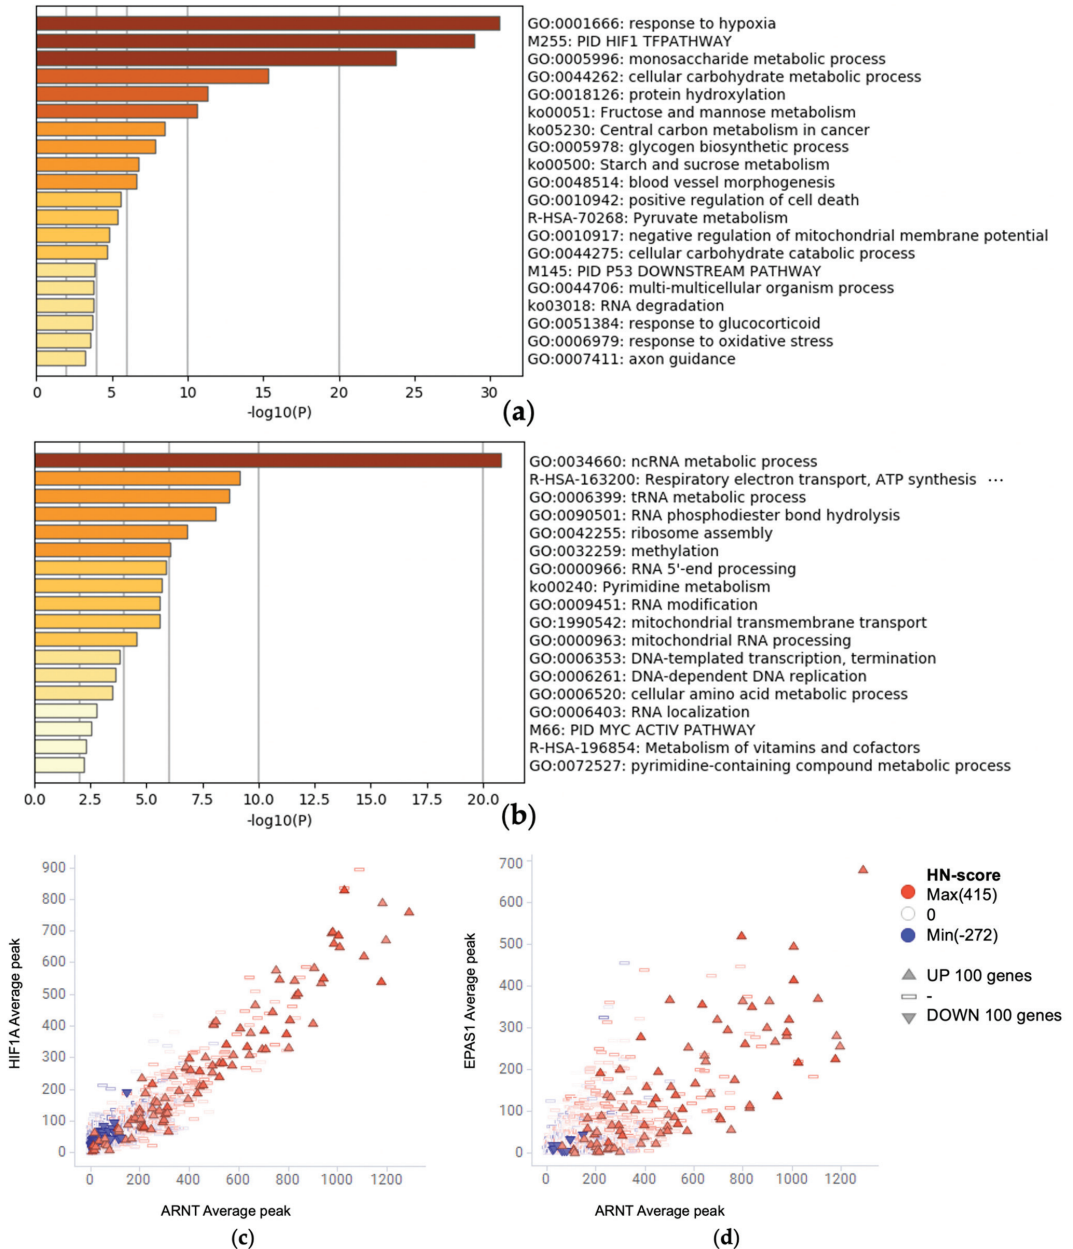 GO:0001666: response to hypoxia
M255: PID HIF1 TFPATHWAY
GO:0005996: monosaccharide metabolic process
GO:0044262: cellular carbohydrate metabolic process
GO:0018126: protein hydroxylation
ko00051: Fructose and mannose metabolism
ko05230: Central carbon metabolism in cancer
GO:0005978: glycogen biosynthetic process
ko00500: Starch and sucrose metabolism
GO:0048514: blood vessel morphogenesis
GO:0010942: positive regulation of cell death
R-HSA-70268: Pyruvate metabolism
GO:0010917: negative regulation of mitochondrial membrane potential
GO:0044275: cellular carbohydrate catabolic process
M145: PID P53 DOWNSTREAM PATHWAY
GO:0044706: multi-multicellular organism process
ko03018: RNA degradation
GO:0051384: response to glucocorticoid
GO:0006979: response to oxidative stress
GO:0007411: axon guidance
0 5 10 15 20 25 30
-log10(P)
(a)
GO:0034660: ncRNA metabolic process
R-HSA-163200: Respiratory electron transport, ATP synthesis ...
GO:0006399: tRNA metabolic process
GO:0090501: RNA phosphodiester bond hydrolysis
GO:0042255: ribosome assembly
GO:0032259: methylation
GO:0000966: RNA 5'-end processing
ko00240: Pyrimidine metabolism
GO:0009451: RNA modification
GO:1990542: mitochondrial transmembrane transport
GO:0000963: mitochondrial RNA processing
GO:0006353: DNA-templated transcription, termination
GO:0006261: DNA-dependent DNA replication
GO:0006520: cellular amino acid metabolic process
GO:0006403: RNA localization
M66: PID MYC ACTIV PATHWAY
R-HSA-196854: Metabolism of vitamins and cofactors
GO:0072527: pyrimidine-containing compound metabolic process
0.0 2.5 5.0 7.5 10.0 12.5 15.0 17.5 20.0
-log10(P)
(b)
HIF1A Average peak
900
800
700
600
500
400
300
200
100
0
0 200 400 600 800 1000 1200
ARNT Average peak
(c)
EPAS1 Average peak
700
600
500
400
300
200
100
0
0 200 400 600 800 1000 1200
ARNT Average peak
(d)
HN-score
Max(415)
0
Min(-272)
UP 100 genes
-
DOWN 100 genes